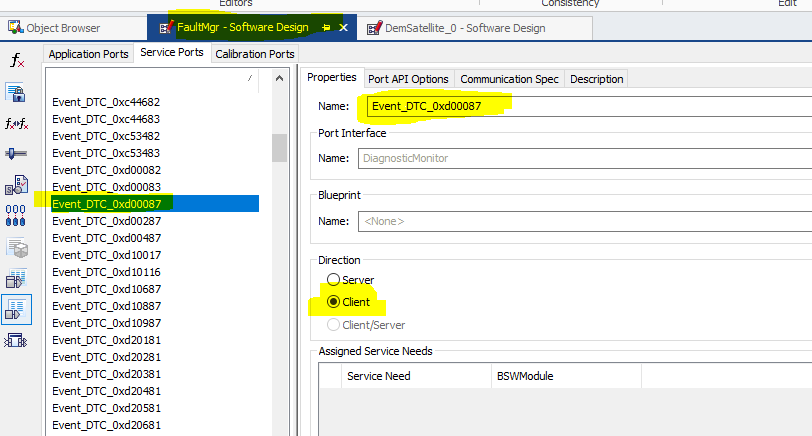 Editors
Consistency
Edit
Object Browser
FaultMgr - Software Design
DemSatellite_0 - Software Design
Application Ports
Service Ports
Calibration Ports
Event_DTC_0xc44682
Event_DTC_0xc44683
Event_DTC_0xc53482
Event_DTC_0xc53483
Event_DTC_0xd00082
Event_DTC_0xd00083
Event_DTC_0xd00087
Event_DTC_0xd00287
Event_DTC_0xd00487
Event_DTC_0xd10017
Event_DTC_0xd10116
Event_DTC_0xd10687
Event_DTC_0xd10887
Event_DTC_0xd10987
Event_DTC_0xd20181
Event_DTC_0xd20281
Event_DTC_0xd20381
Event_DTC_0xd20481
Event_DTC_0xd20581
Event_DTC_0xd20681
Properties
Port API Options
Communication Spec
Description
Name: Event_DTC_0xd00087
Port Interface
Name: DiagnosticMonitor
Blueprint
Name: <None>
Direction
Server
Client
Client/Server
Assigned Service Needs
Service Need
BSWModule